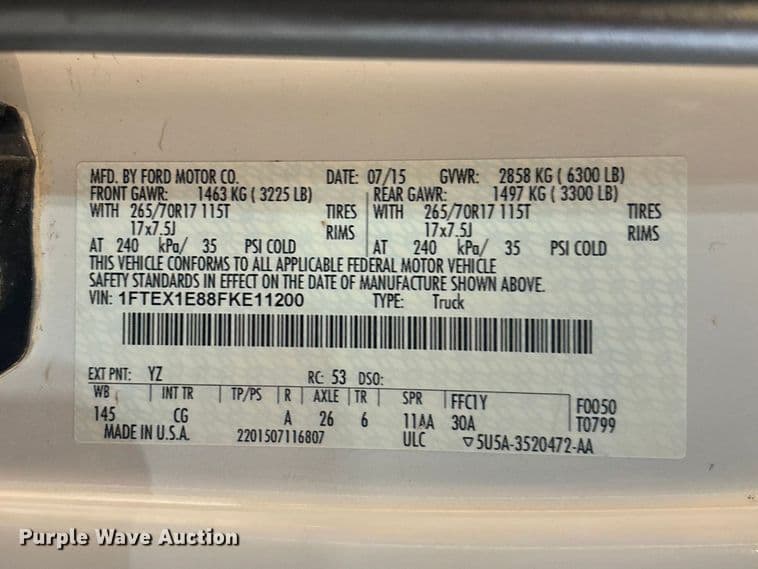 MFD. BY FORD MOTOR CO. DATE: 07/15 GVWR: 2858 KG ( 6300 LB)
FRONT GAWR: 1463 KG ( 3225 LB) REAR GAWR: 1497 KG ( 3300 LB)
WITH 265/70R17 115T TIRES WITH 265/70R17 115T TIRES
17x7.5J RIMS 17x7.5J RIMS
AT 240 kPa/ 35 PSI COLD AT 240 kPa/ 35 PSI COLD
THIS VEHICLE CONFORMS TO ALL APPLICABLE FEDERAL MOTOR VEHICLE
SAFETY STANDARDS IN EFFECT ON THE DATE OF MANUFACTURE SHOWN ABOVE.
VIN: 1FTEX1E88FKE11200 TYPE: Truck
EXT PNT: YZ RC: 53 DSO:
WB INT TR TP/PS R AXLE TR SPR FFC1Y F0050
145 CG A 26 6 11AA 30A T0799
MADE IN U.S.A. 2201507116807 ULC ▽5U5A-3520472-AA
Purple Wave Auction